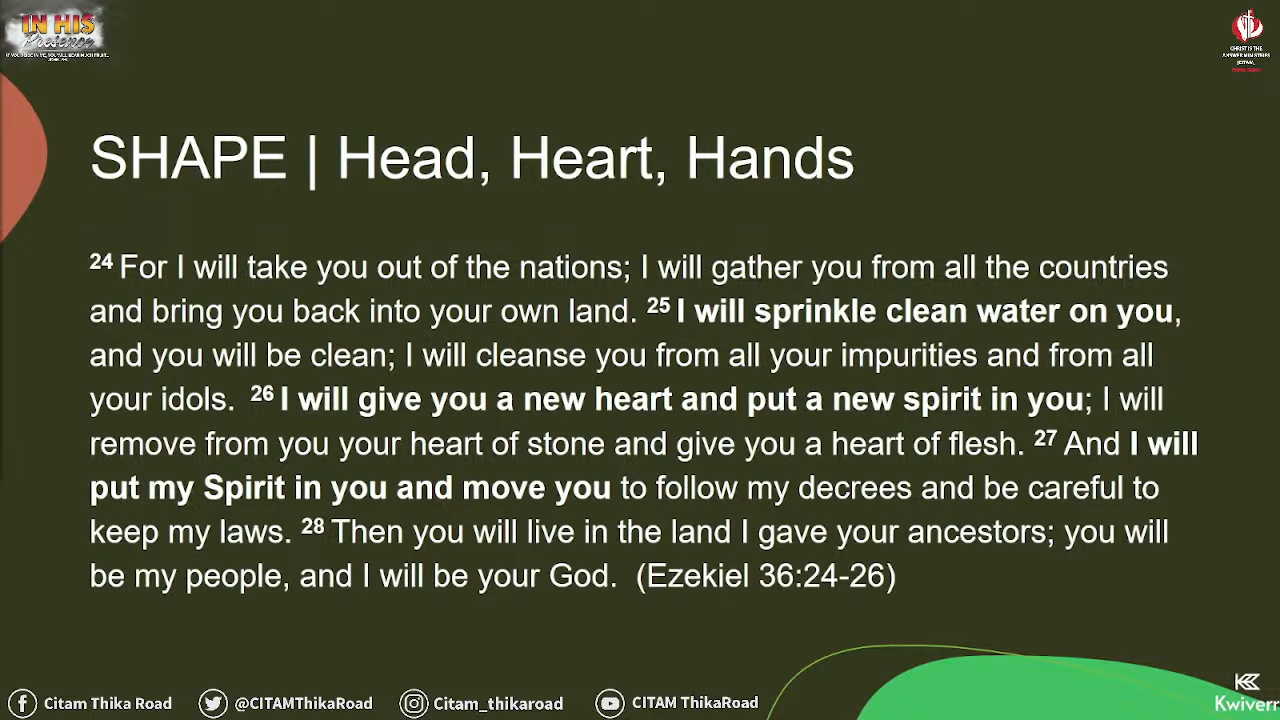 IN HIS
Presence
CHRIST IS THE
ANSWER MINISTRIES
SHAPE | Head, Heart, Hands
24 For I will take you out of the nations; I will gather you from all the countries
and bring you back into your own land. 25 I will sprinkle clean water on you,
and you will be clean; I will cleanse you from all your impurities and from all
your idols. 26 I will give you a new heart and put a new spirit in you; I will
remove from you your heart of stone and give you a heart of flesh. 27 And I will
put my Spirit in you and move you to follow my decrees and be careful to
keep my laws. 28 Then you will live in the land I gave your ancestors; you will
be my people, and I will be your God. (Ezekiel 36:24-26)
Citam Thika Road
@CITAMThikaRoad
Citam_thikaroad
CITAM ThikaRoad
Kwiverr